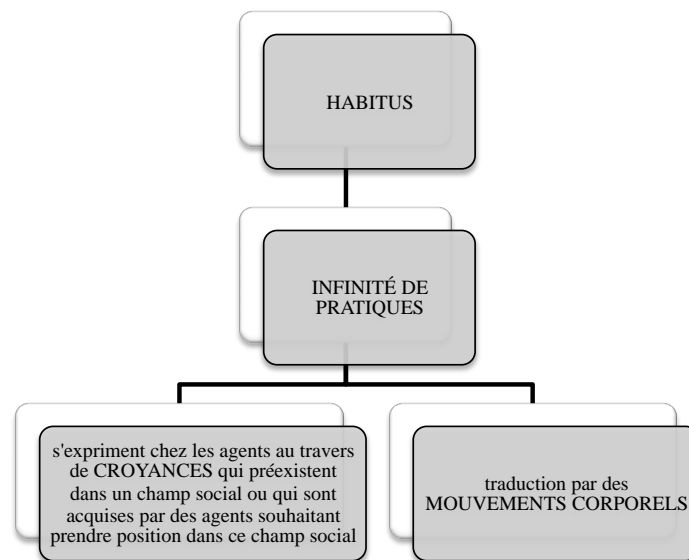 HABITUS
INFINITÉ DE
PRATIQUES
s'expriment chez les agents au travers
de CROYANCES qui préexistent
dans un champ social ou qui sont
acquises par des agents souhaitant
prendre position dans ce champ social
traduction par des
MOUVEMENTS CORPORELS